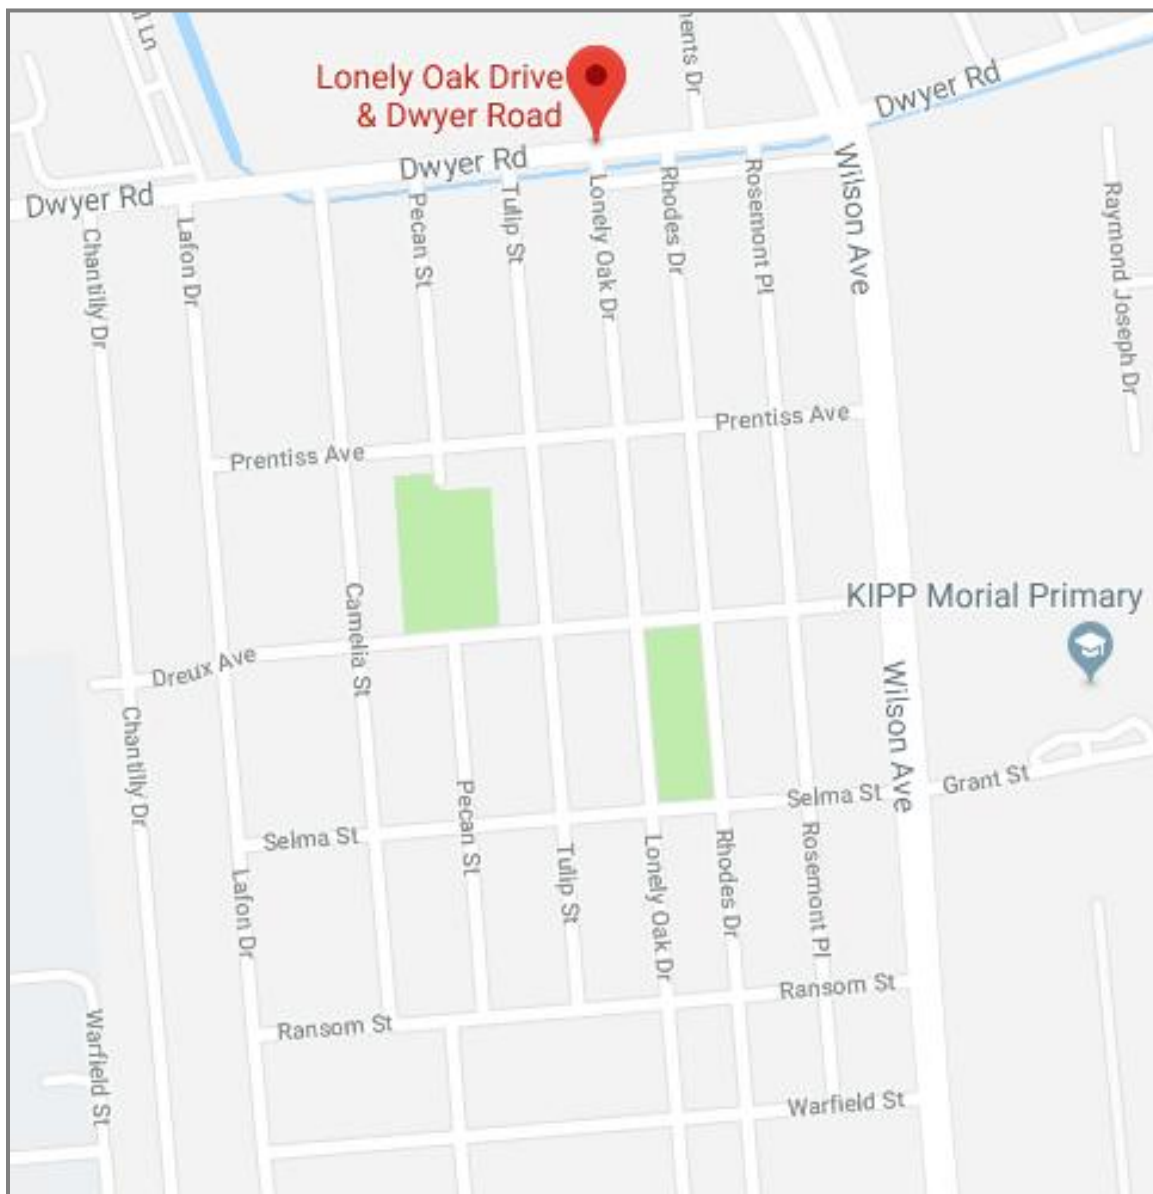 Ln
ents Dr
Lonely Oak Drive
& Dwyer Road
Dwyer Rd
Dwyer Rd
Dwyer Rd
Wilson Ave
Chantilly Dr
Lafon Dr
Pecan St
Tulip St
Lonely Oak Dr
Rhodes Dr
Rosemont Pl
Raymond Joseph Dr
Prentiss Ave
Prentiss Ave
Camelia St
KIPP Morial Primary
Dreux Ave
Wilson Ave
Chantilly Dr
Pecan St
Selma St
Grant St
Selma St
Tulip St
Lonely Oak Dr
Rhodes Dr
Rosemont Pl
Lafon Dr
Ransom St
Ransom St
Warfield St
Warfield St